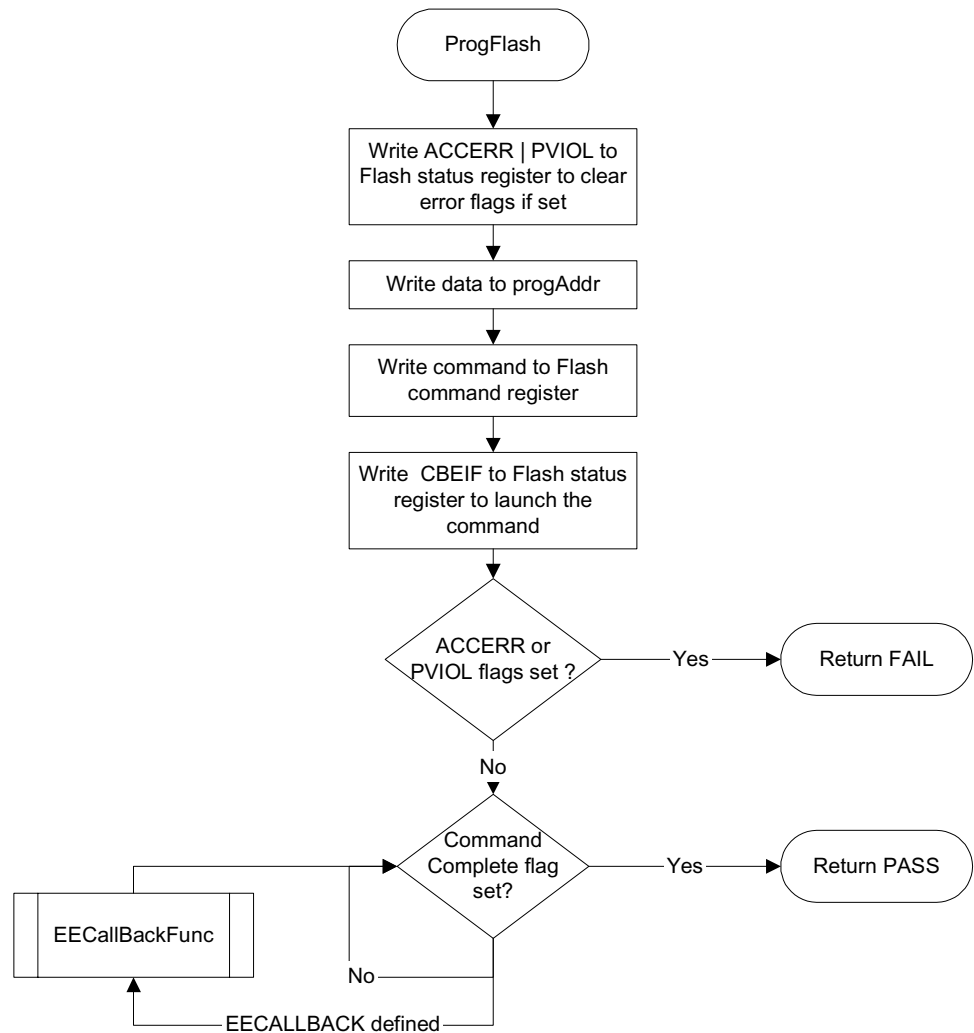 ProgFlash
Write ACCERR | PVIOL to
Flash status register to clear
error flags if set
Write data to progAddr
Write command to Flash
command register
Write CBEIF to Flash status
register to launch the
command
ACCERR or
PVIOL flags set ?
Yes
Return FAIL
No
Command
Complete flag
set?
Yes
Return PASS
EECallBackFunc
No
EECALLBACK defined